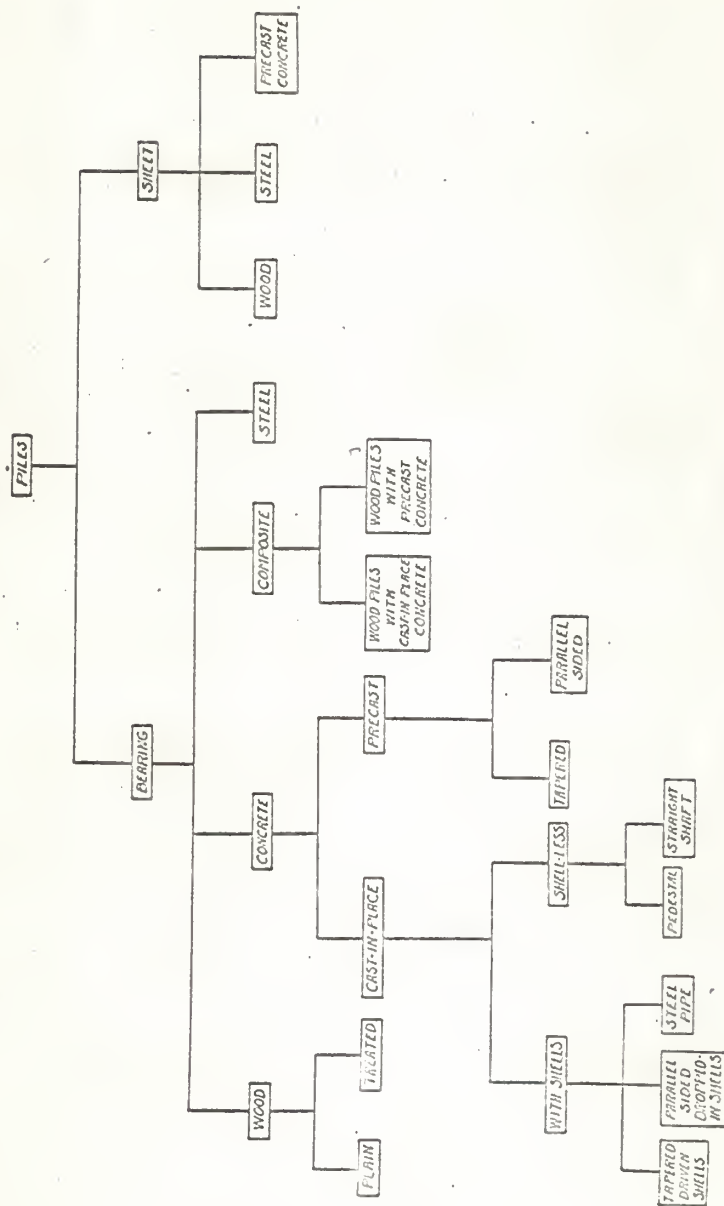 PILES
BEARING
SHEET
WOOD
CONCRETE
COMPOSITE
STEEL
WOOD
STEEL
PRECAST
CONCRETE
PLAIN
TREATED
CAST-IN-PLACE
PRECAST
WOOD PILES
WITH
CAST-IN PLACE
CONCRETE
WOOD PILES
WITH
PRECAST
CONCRETE
WITH SHELLS
SHELL-LESS
TAPERED
PARALLEL
SIDED
TAPERED
DRIVEN
SHELLS
PARALLEL
SIDED
DROPPED-
IN SHELLS
STEEL
PIPE
PEDESTAL
STRAIGHT
SHAFT